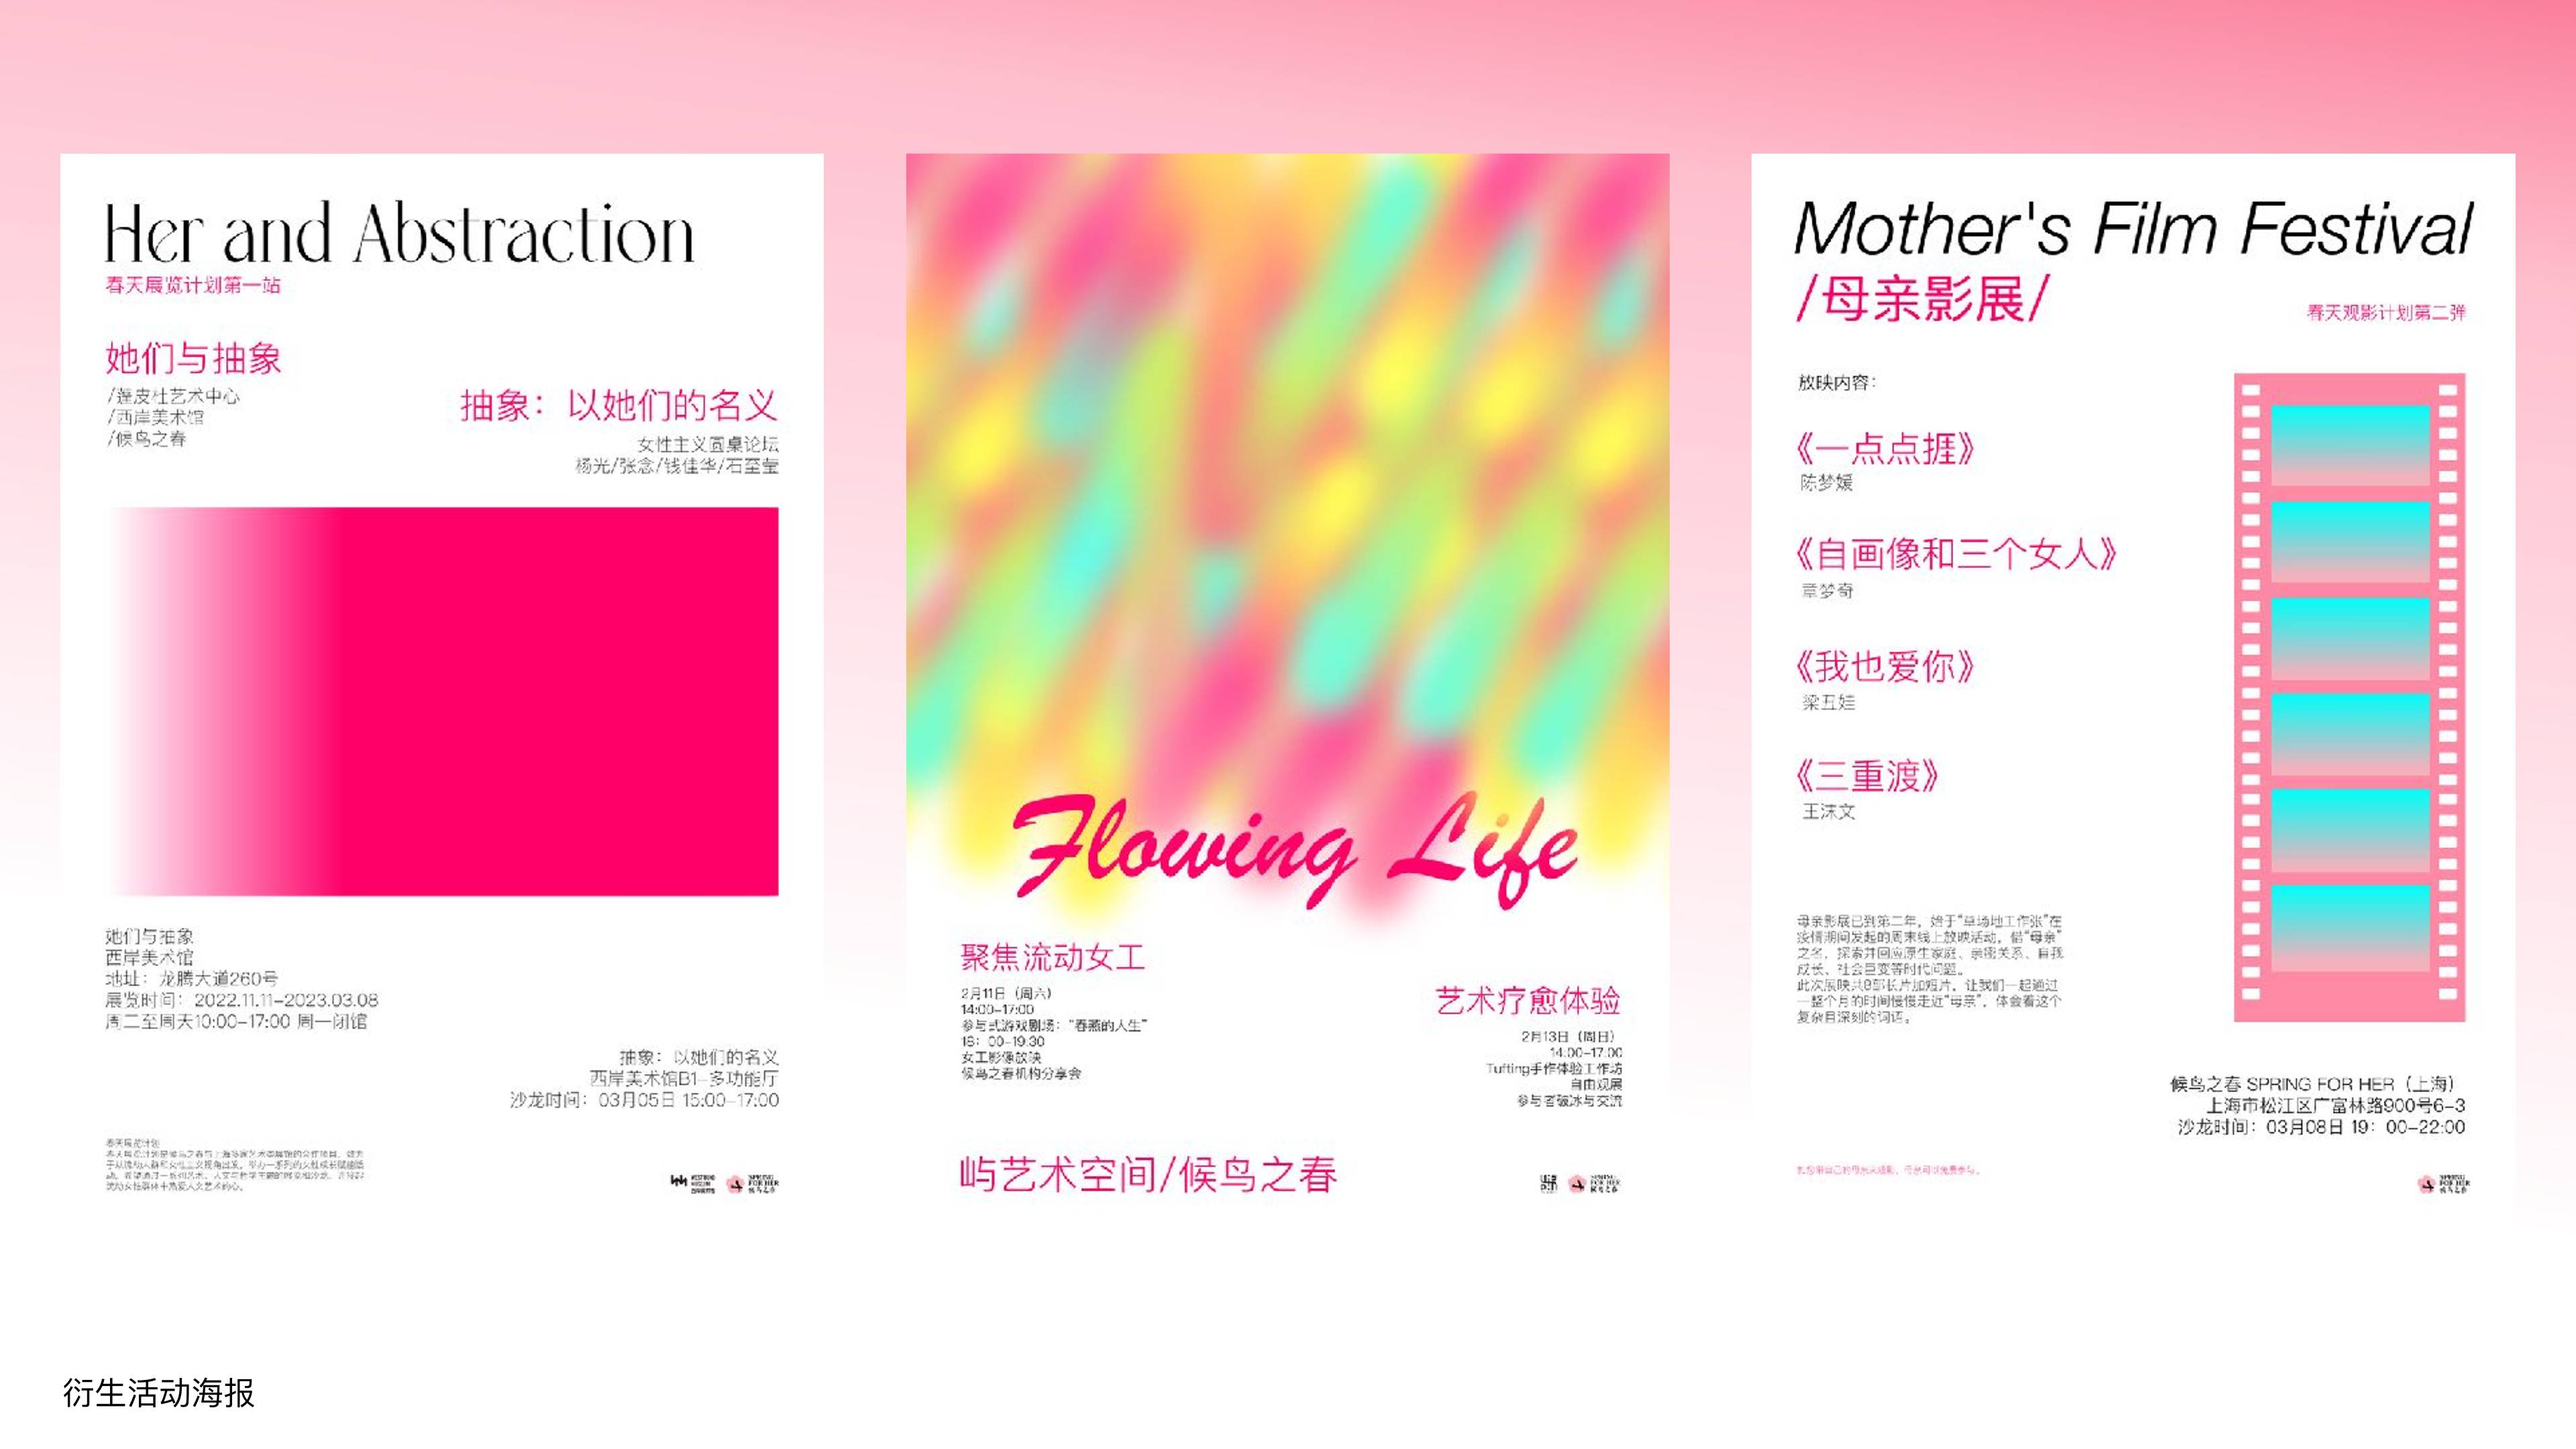 Her and Abstraction
春天展览计划第一站
她们与抽象
/蓬皮杜艺术中心
/西岸美术馆
/候鸟之春
抽象：以她们的名义
女性主义圆桌论坛
杨光/张念/钱佳华/石至莹
她们与抽象
西岸美术馆
地址：龙腾大道260号
展览时间：2022.11.11-2023.03.08
周二至周天10:00-17:00 周一闭馆
抽象：以她们的名义
西岸美术馆B1-多功能厅
沙龙时间：03月05日 15:00-17:00
春天展览计划
SPRING
FOR HER
候鸟之春
Flowing Life
聚焦流动女工
2月11日（周六）
14:00-17:00
参与式游戏剧场：“春燕的人生”
18：00-19:30
女工影像放映
候鸟之春机构分享会
艺术疗愈体验
2月13日（周日）
14:00-17:00
Tufting手作体验工作坊
自由观展
参与者破冰与交流
屿艺术空间/候鸟之春
SPRING
FOR HER
候鸟之春
Mother's Film Festival
/母亲影展/
春天观影计划第二弹
放映内容：
《一点点捱》
陈梦媛
《自画像和三个女人》
章梦奇
《我也爱你》
梁丑娃
《三重渡》
王沫文
母亲影展已到第二年，始于“草场地工作张”在
疫情期间发起的周末线上放映活动，借“母亲”
之名，探索并回应原生家庭、亲密关系、自我
成长、社会巨变等时代问题。
此次展映共8部长片加短片，让我们一起通过
一整个月的时间慢慢走近“母亲”，体会着这个
复杂且深刻的词语。
候鸟之春 SPRING FOR HER（上海）
上海市松江区广富林路900号6-3
沙龙时间：03月08日 19：00-22:00
SPRING
FOR HER
候鸟之春
衍生活动海报